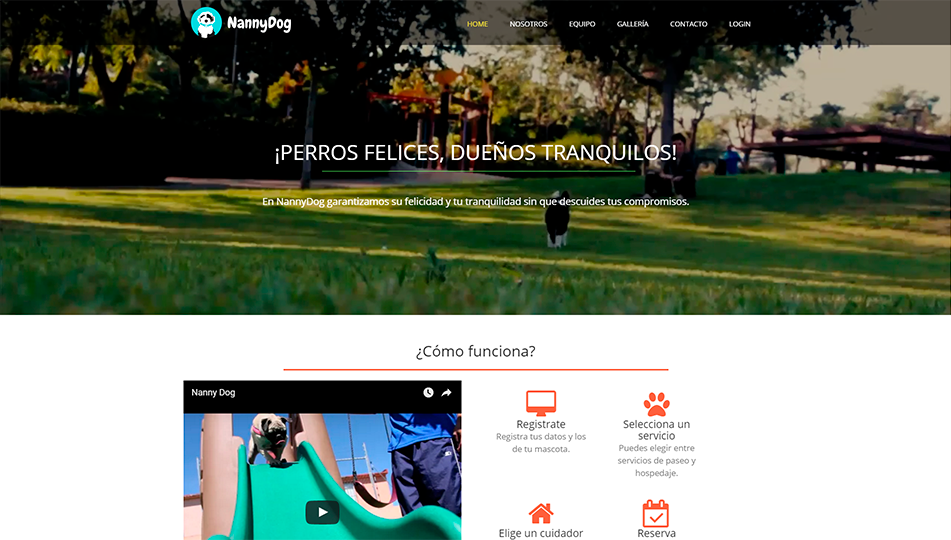 NannyDog
HOME NOSOTROS EQUIPO GALLERÍA CONTACTO LOGIN
¡PERROS FELICES, DUEÑOS TRANQUILOS!
En NannyDog garantizamos su felicidad y tu tranquilidad sin que descuides tus compromisos.
¿Cómo funciona?
Nanny Dog
Registrate
Registra tus datos y los
de tu mascota.
Selecciona un
servicio
Puedes elegir entre
servicios de paseo y
hospedaje.
Elige un cuidador
Reserva